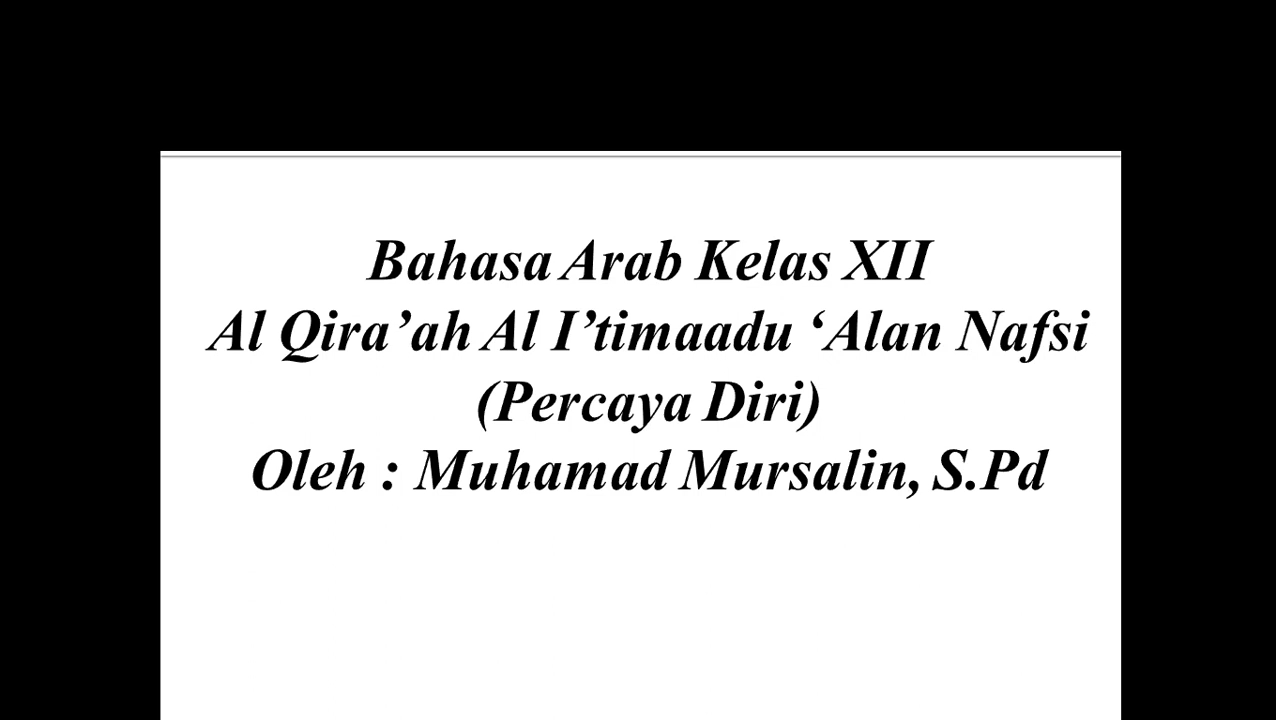 Bahasa Arab Kelas XII
Al Qira’ah Al I’timaadu ‘Alan Nafsi
(Percaya Diri)
Oleh : Muhamad Mursalin, S.Pd